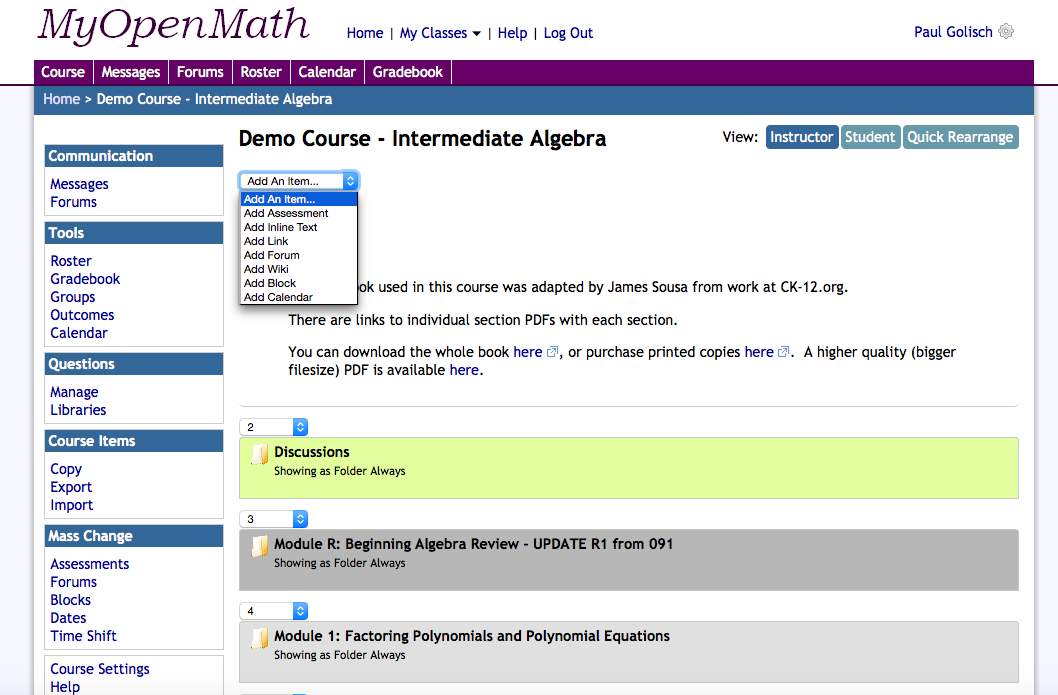 MyOpenMath
Home | My Classes | Help | Log Out
Paul Golisch
Course Messages Forums Roster Calendar Gradebook
Home > Demo Course - Intermediate Algebra
Communication
Messages
Forums
Tools
Roster
Gradebook
Groups
Outcomes
Calendar
Questions
Manage
Libraries
Course Items
Copy
Export
Import
Mass Change
Assessments
Forums
Blocks
Dates
Time Shift
Course Settings
Help
Demo Course - Intermediate Algebra
View: Instructor Student Quick Rearrange
Add An Item...
Add An Item...
Add Assessment
Add Inline Text
Add Link
Add Forum
Add Wiki
Add Block
Add Calendar
used in this course was adapted by James Sousa from work at CK-12.org.
There are links to individual section PDFs with each section.
You can download the whole book here, or purchase printed copies here. A higher quality (bigger
filesize) PDF is available here.
2
Discussions
Showing as Folder Always
3
Module R: Beginning Algebra Review - UPDATE R1 from 091
Showing as Folder Always
4
Module 1: Factoring Polynomials and Polynomial Equations
Showing as Folder Always